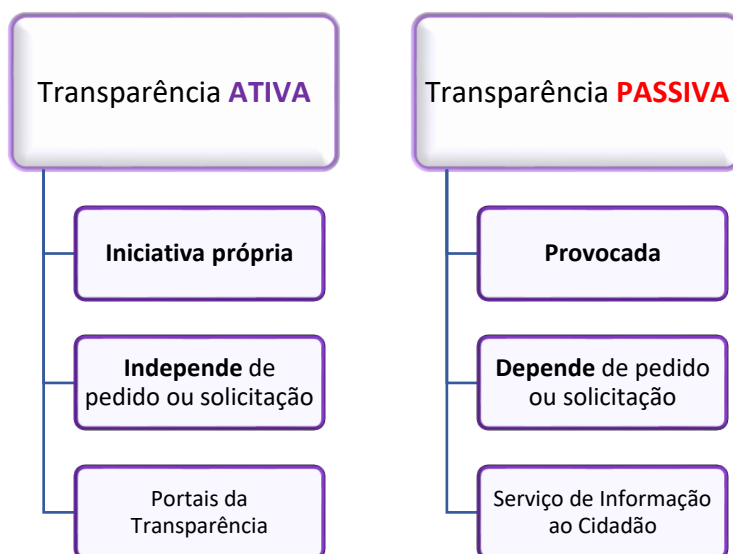 Transparência ATIVA
Iniciativa própria
Independe de
pedido ou solicitação
Portais da
Transparência
Transparência PASSIVA
Provocada
Depende de pedido
ou solicitação
Serviço de Informação
ao Cidadão